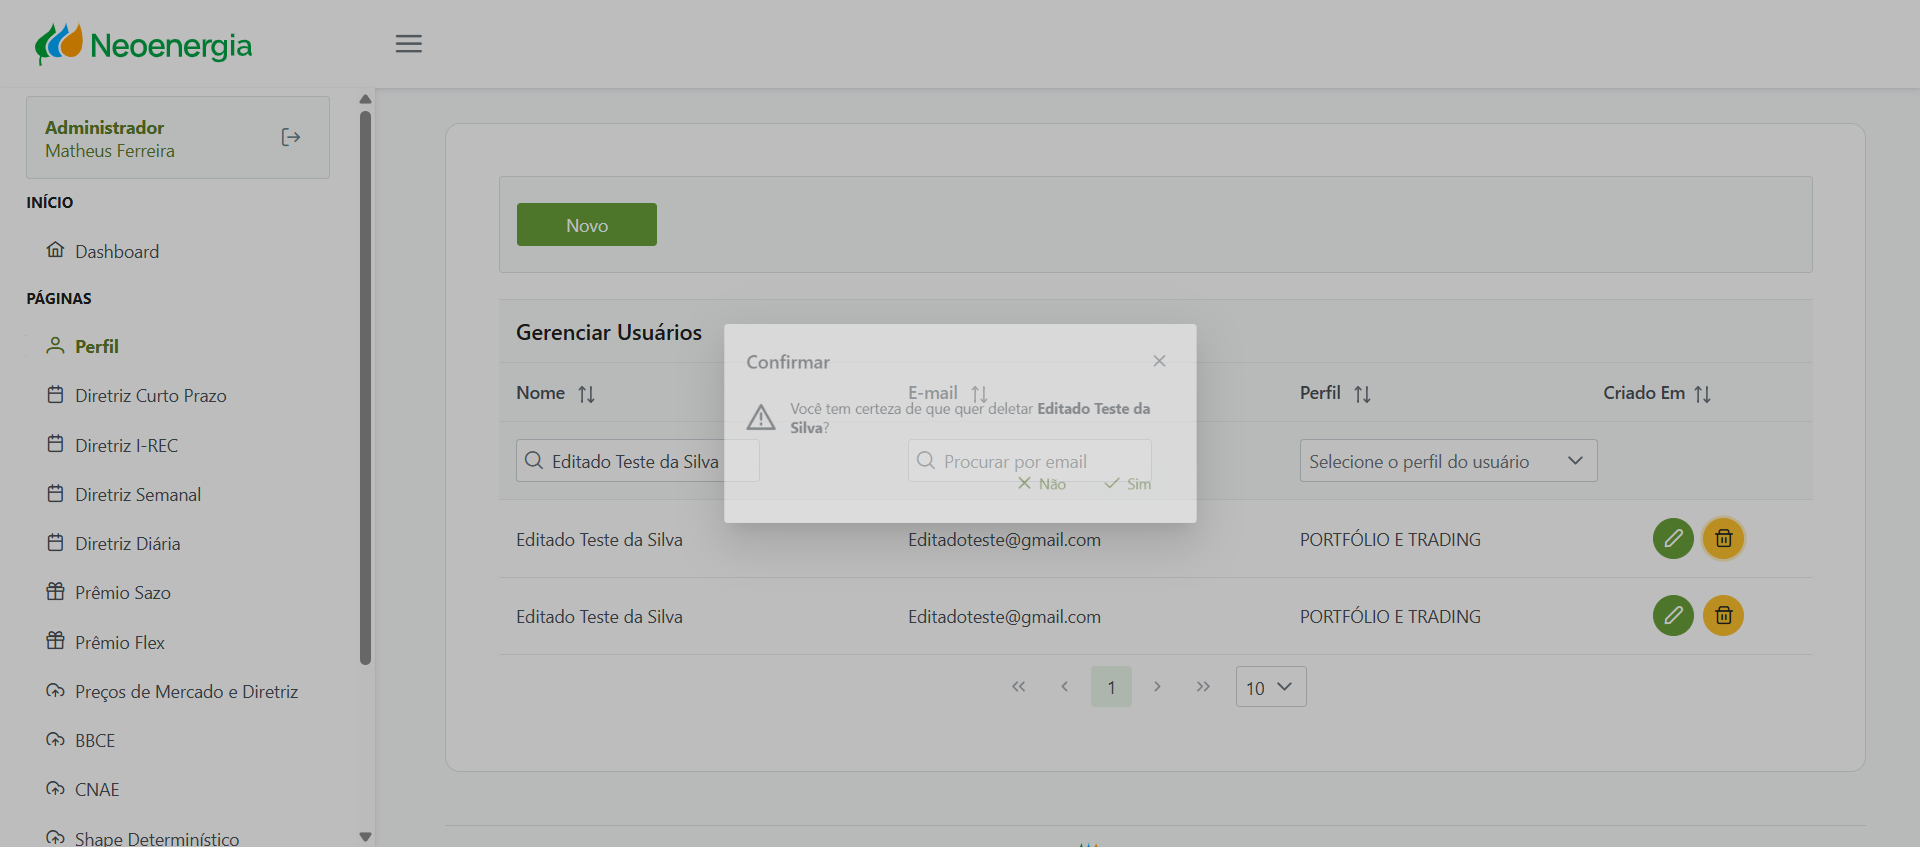 Neoenergia
Administrador
Matheus Ferreira
INÍCIO
Dashboard
PÁGINAS
Perfil
Diretriz Curto Prazo
Diretriz I-REC
Diretriz Semanal
Diretriz Diária
Prêmio Sazo
Prêmio Flex
Preços de Mercado e Diretriz
BBCE
CNAE
Shape Determinístico
Novo
Gerenciar Usuários
Nome E-mail Perfil Criado Em
Editado Teste da Silva Procurar por email Selecione o perfil do usuário
Confirmar
Você tem certeza de que quer deletar Editado Teste da
Silva?
Não Sim
Editado Teste da Silva Editadoteste@gmail.com PORTFÓLIO E TRADING
Editado Teste da Silva Editadoteste@gmail.com PORTFÓLIO E TRADING
1 10